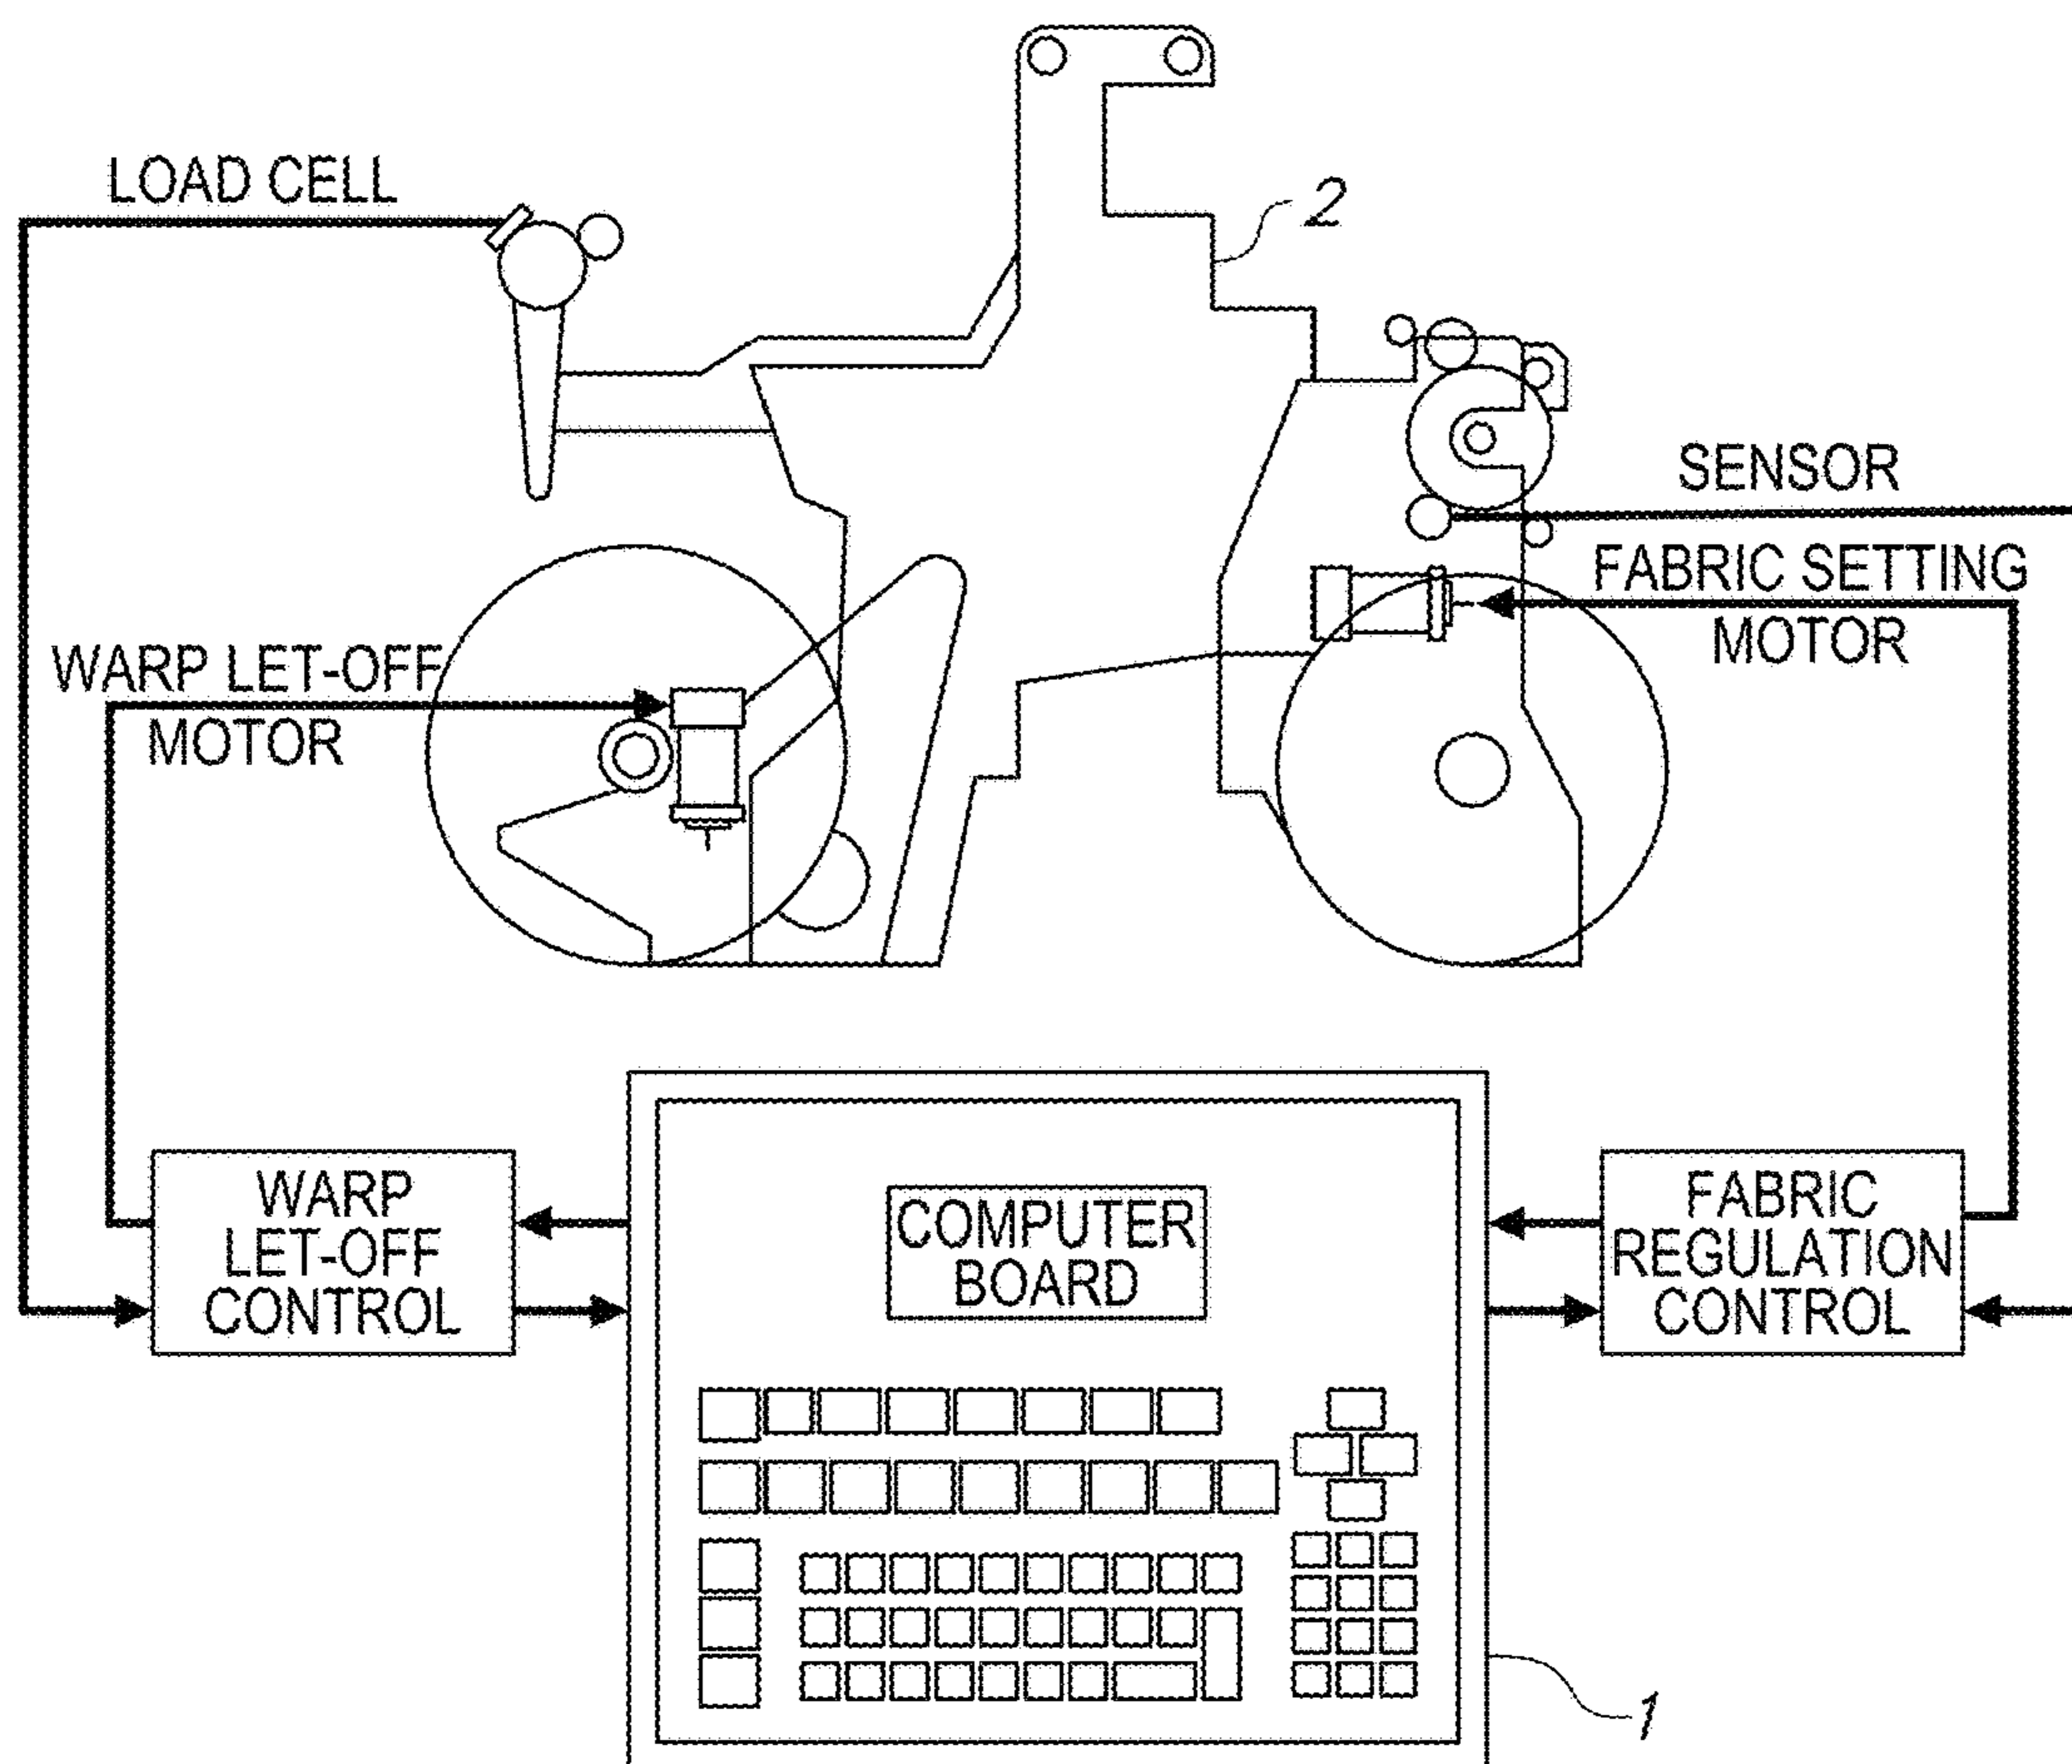 LOAD CELL
2
SENSOR
FABRIC SETTING
MOTOR
WARP LET-OFF
MOTOR
WARP
LET-OFF
CONTROL
COMPUTER
BOARD
FABRIC
REGULATION
CONTROL
1